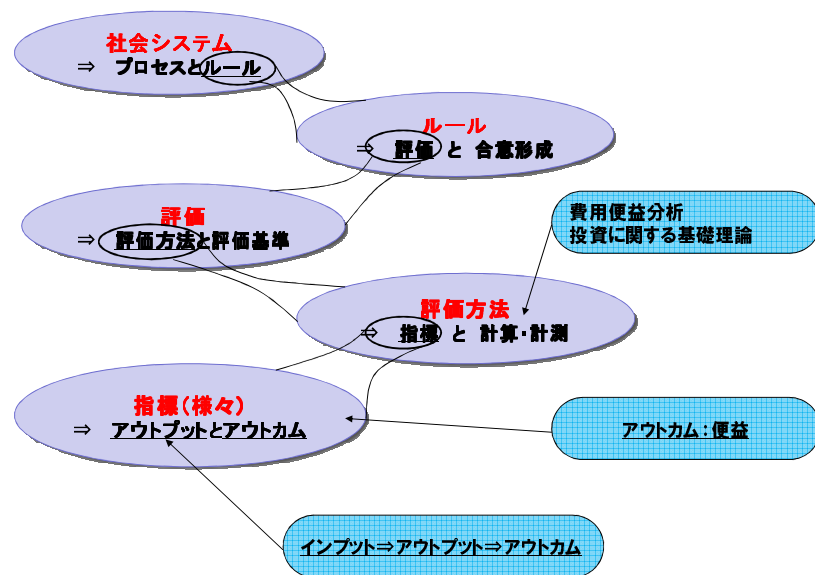 社会システム
⇒ プロセスとルール
ルール
⇒ 評価 と 合意形成
評価
⇒ 評価方法と評価基準
費用便益分析
投資に関する基礎理論
評価方法
⇒ 指標 と 計算・計測
指標(様々)
⇒ アウトプットとアウトカム
アウトカム:便益
インプット⇒アウトプット⇒アウトカム